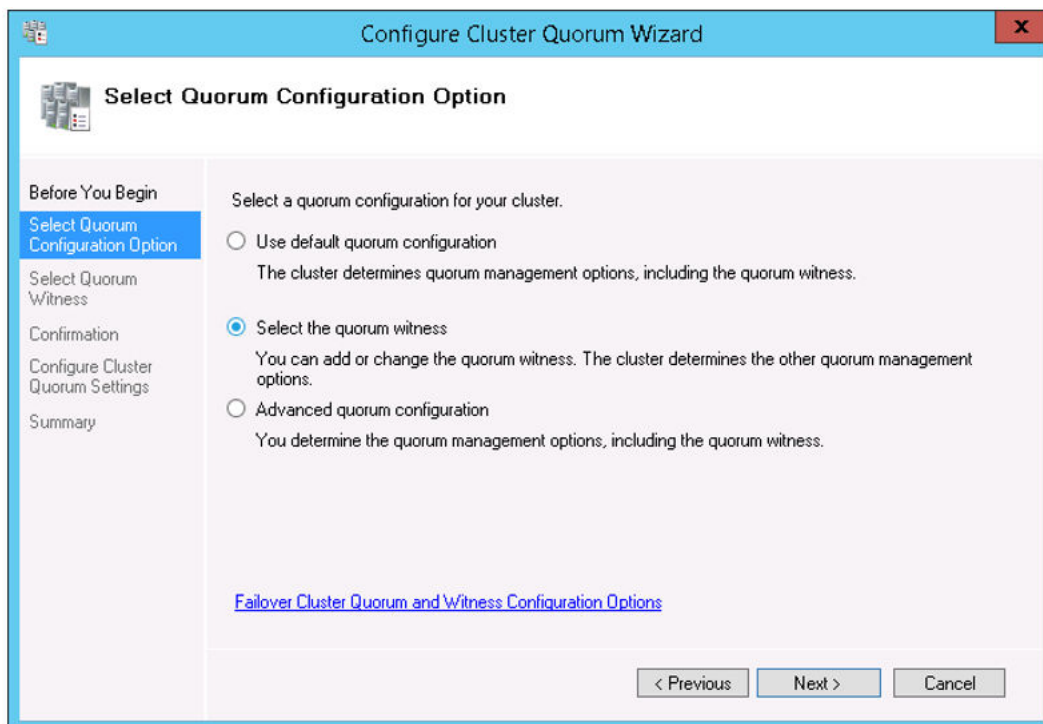 Configure Cluster Quorum Wizard
x
Select Quorum Configuration Option
Before You Begin
Select Quorum
Configuration Option
Select Quorum
Witness
Confirmation
Configure Cluster
Quorum Settings
Summary
Select a quorum configuration for your cluster.
Use default quorum configuration
The cluster determines quorum management options, including the quorum witness.
Select the quorum witness
You can add or change the quorum witness. The cluster determines the other quorum management
options.
Advanced quorum configuration
You determine the quorum management options, including the quorum witness.
Failover Cluster Quorum and Witness Configuration Options
< Previous
Next >
Cancel